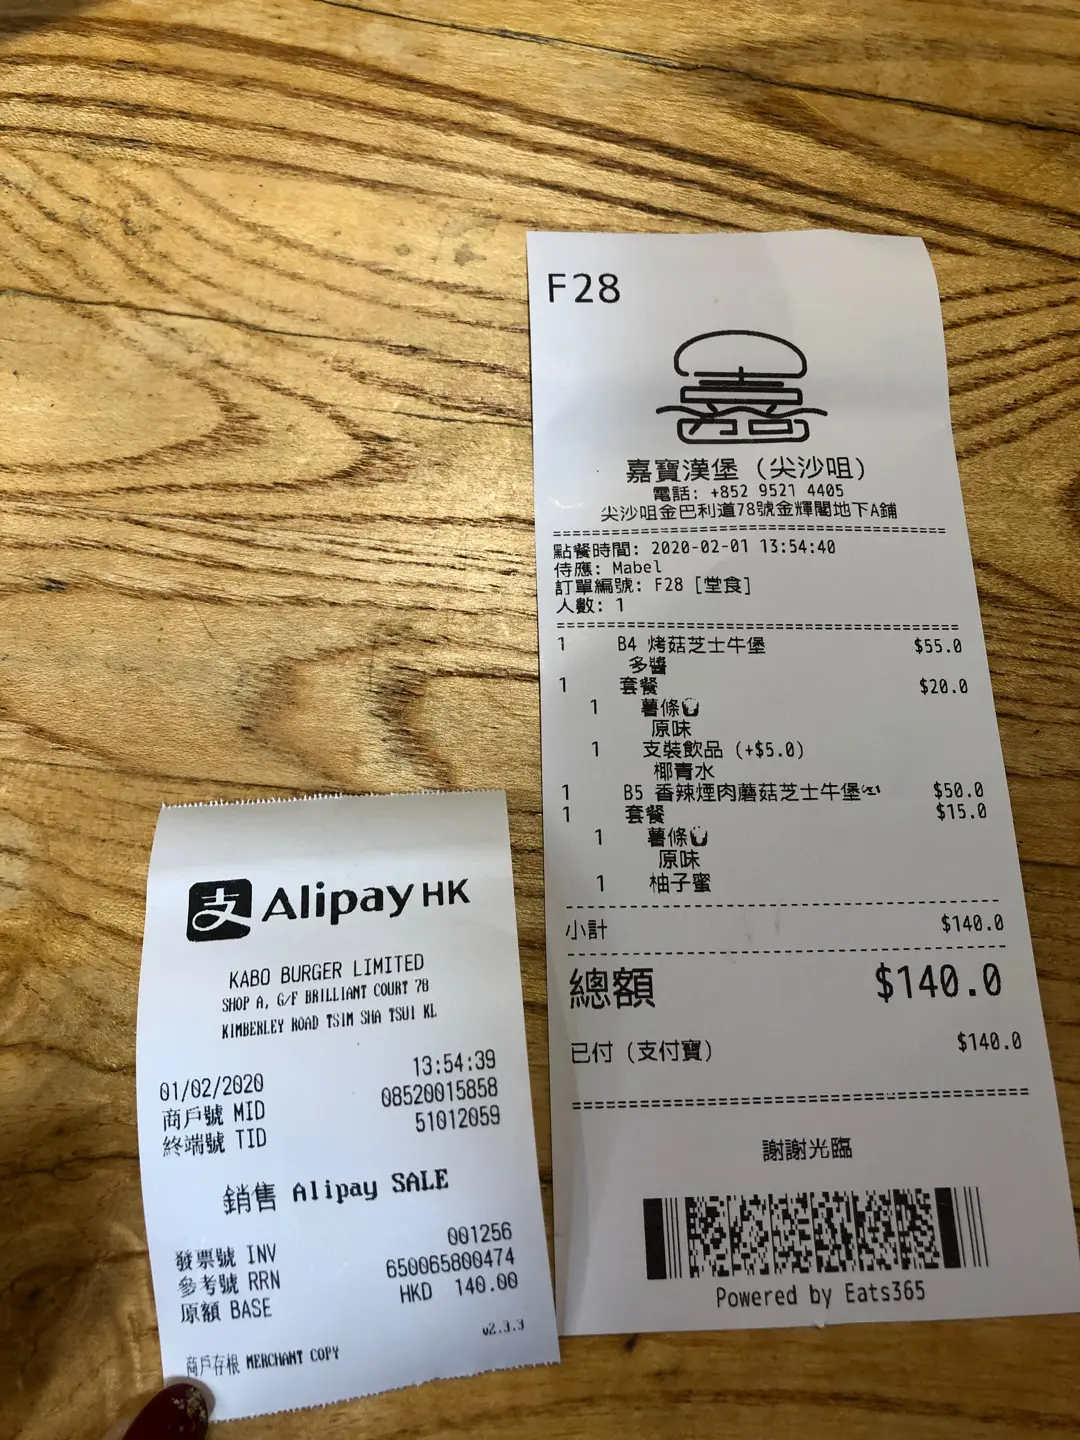 F28
嘉
嘉寶漢堡 (尖沙咀)
電話: +852 9521 4405
尖沙咀金巴利道78號金輝閣地下A鋪
點餐時間: 2020-02-01 13:54:40
侍應: Mabel
訂單編號: F28 [堂食]
人數: 1
1 B4 烤菇芝士牛堡 $55.0
多醬
1 套餐 $20.0
1 薯條
原味
1 支裝飲品 (+$5.0)
椰青水
1 B5 香辣煙肉蘑菇芝士牛堡 $50.0
1 套餐 $15.0
1 薯條
原味
1 柚子蜜
小計 $140.0
總額 $140.0
已付 (支付寶) $140.0
謝謝光臨
Powered by Eats365
支 Alipay HK
KABO BURGER LIMITED
SHOP A, G/F BRILLIANT COURT 78
KIMBERLEY ROAD TSIM SHA TSUI KL
01/02/2020 13:54:39
商戶號 MID 08520015858
終端號 TID 51012059
銷售 Alipay SALE
發票號 INV 001256
參考號 RRN 650065800474
原額 BASE HKD 140.00
v2.3.3
商戶存根 MERCHANT COPY